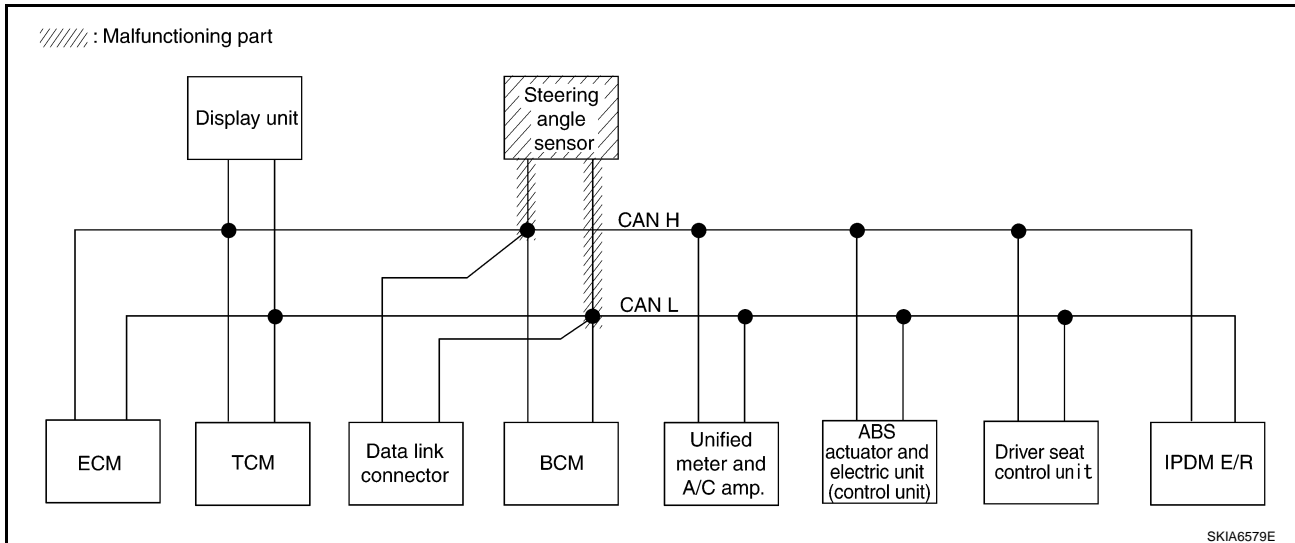 : Malfunctioning part
Display unit
Steering
angle
sensor
CAN H
CAN L
ECM
TCM
Data link
connector
BCM
Unified
meter and
A/C amp.
ABS
actuator and
electric unit
(control unit)
Driver seat
control unit
IPDM E/R
SKIA6579E